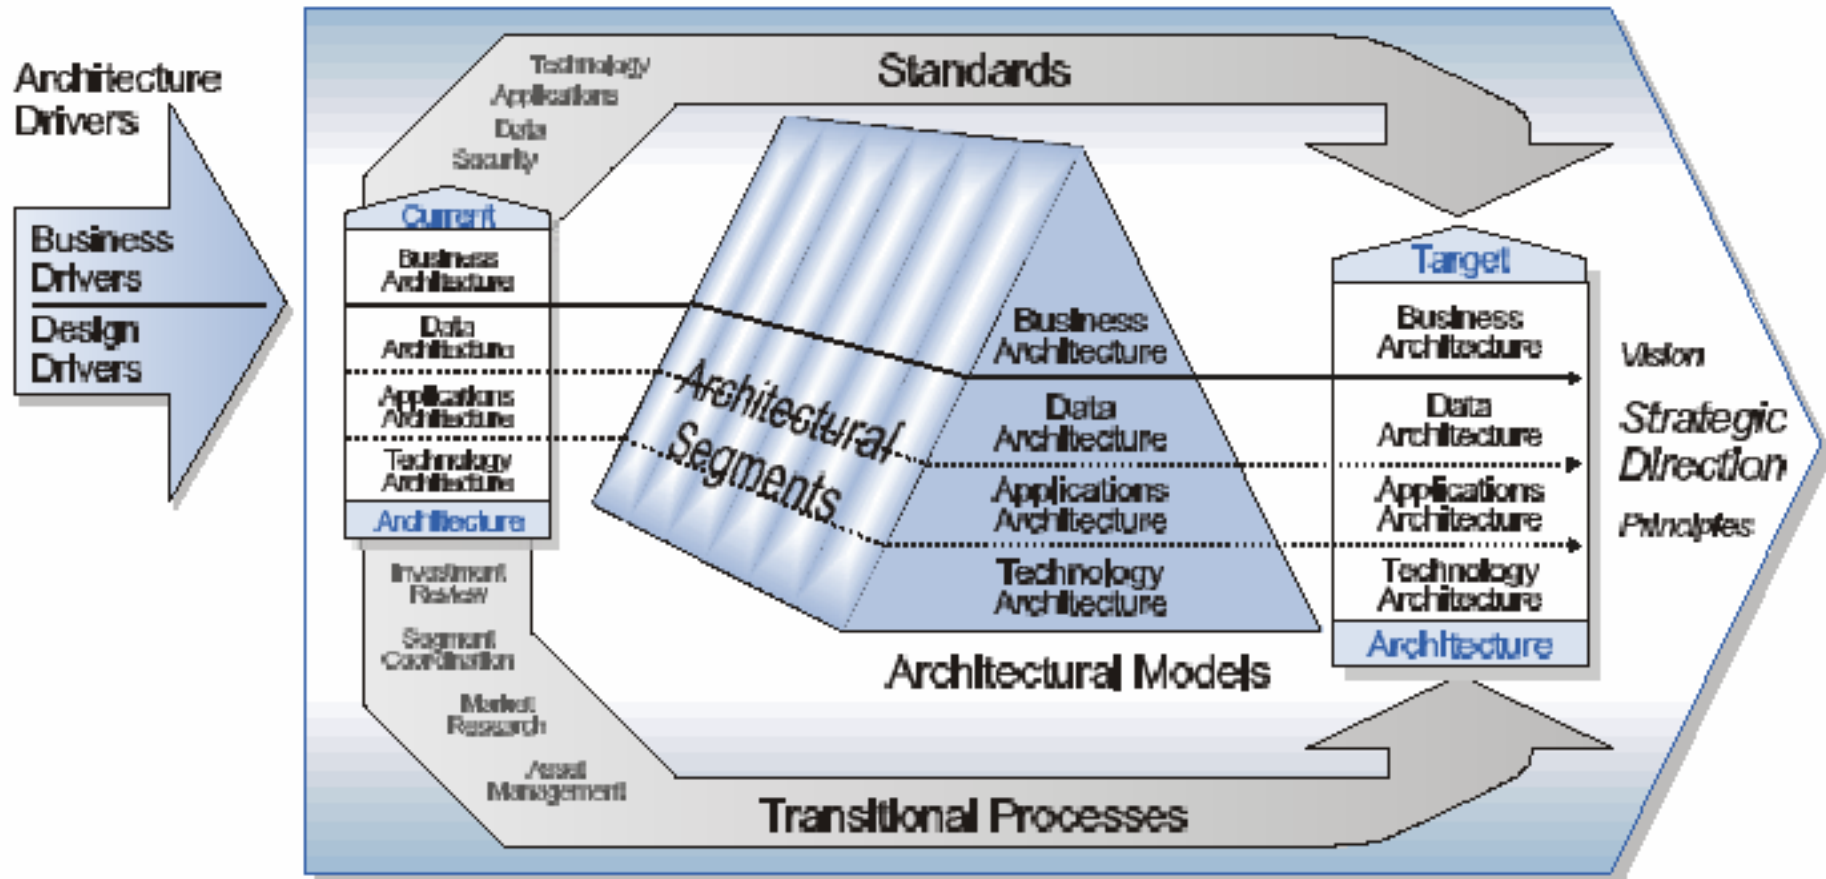 Architecture
Drivers
Business
Drivers
Design
Drivers
Technology
Applications
Data
Security
Standards
Current
Business
Architecture
Data
Architecture
Applications
Architecture
Technology
Architecture
Architecture
Investment
Review
Segment
Coordination
Market
Research
Asset
Management
Transitional Processes
Architectural
Segments
Business
Architecture
Data
Architecture
Applications
Architecture
Technology
Architecture
Architectural Models
Target
Business
Architecture
Data
Architecture
Applications
Architecture
Technology
Architecture
Architecture
Vision
Strategic
Direction
Principles